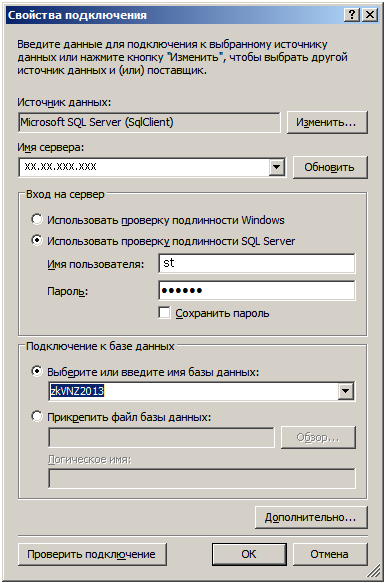 Свойства подключения
Введите данные для подключения к выбранному источнику
данных или нажмите кнопку "Изменить", чтобы выбрать другой
источник данных и (или) поставщик.
Источник данных:
Microsoft SQL Server (SqlClient)
Изменить...
Имя сервера:
xx.xx.xxx.xxx
Обновить
Вход на сервер
Использовать проверку подлинности Windows
Использовать проверку подлинности SQL Server
Имя пользователя:
st
Пароль:
●●●●●●
Сохранить пароль
Подключение к базе данных
Выберите или введите имя базы данных:
zkVNZ2013
Прикрепить файл базы данных:
Обзор...
Логическое имя:
Дополнительно...
Проверить подключение
ОК
Отмена